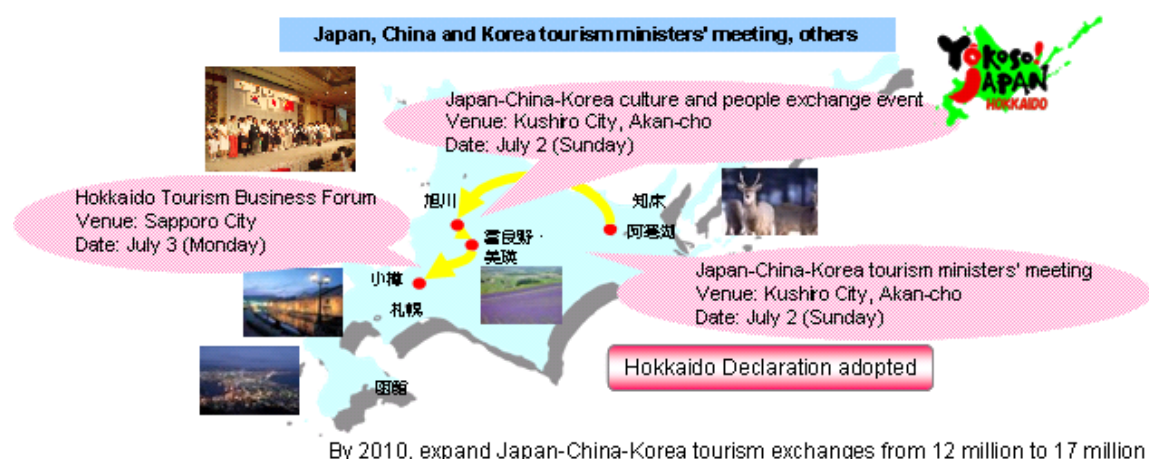 Japan, China and Korea tourism ministers' meeting, others
Yōkoso!
JAPAN
HOKKAIDO
Japan-China-Korea culture and people exchange event
Venue: Kushiro City, Akan-cho
Date: July 2 (Sunday)
Hokkaido Tourism Business Forum
Venue: Sapporo City
Date: July 3 (Monday)
旭川
知床
阿寒湖
富良野・
美瑛
小樽
札幌
函館
Japan-China-Korea tourism ministers' meeting
Venue: Kushiro City, Akan-cho
Date: July 2 (Sunday)
Hokkaido Declaration adopted
By 2010, expand Japan-China-Korea tourism exchanges from 12 million to 17 million